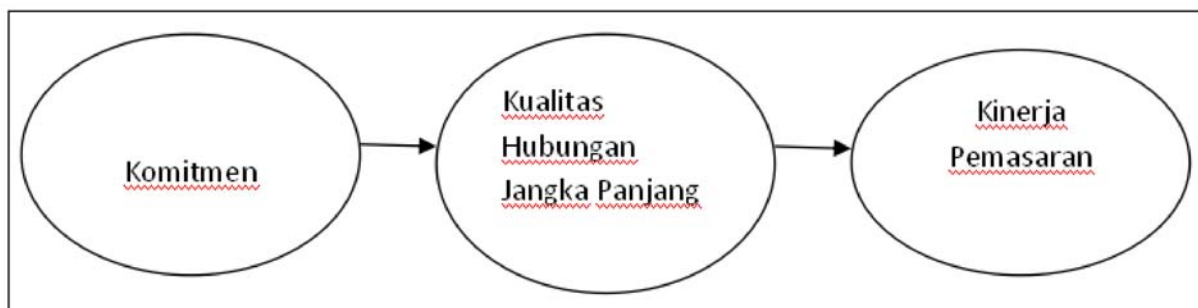 Komitmen
Kualitas
Hubungan
Jangka Panjang
Kinerja
Pemasaran